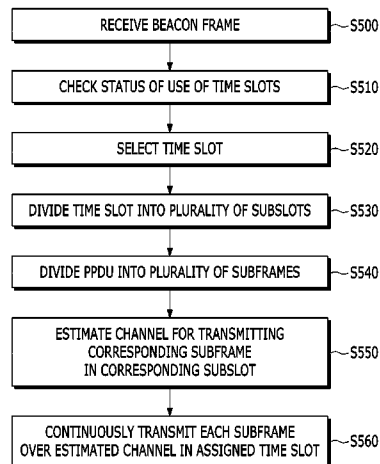 RECEIVE BEACON FRAME
S500
CHECK STATUS OF USE OF TIME SLOTS
S510
SELECT TIME SLOT
S520
DIVIDE TIME SLOT INTO PLURALITY OF SUBSLOTS
S530
DIVIDE PPDU INTO PLURALITY OF SUBFRAMES
S540
ESTIMATE CHANNEL FOR TRANSMITTING
CORRESPONDING SUBFRAME
IN CORRESPONDING SUBSLOT
S550
CONTINUOUSLY TRANSMIT EACH SUBFRAME
OVER ESTIMATED CHANNEL IN ASSIGNED TIME SLOT
S560